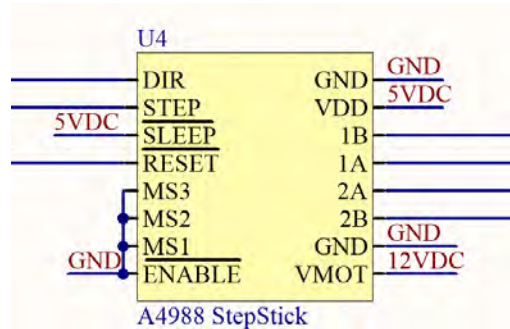 U4
DIR GND GND
STEP VDD 5VDC
5VDC SLEEP 1B
RESET 1A
MS3 2A
MS2 2B
MS1 GND GND
GND ENABLE VMOT 12VDC
A4988 StepStick